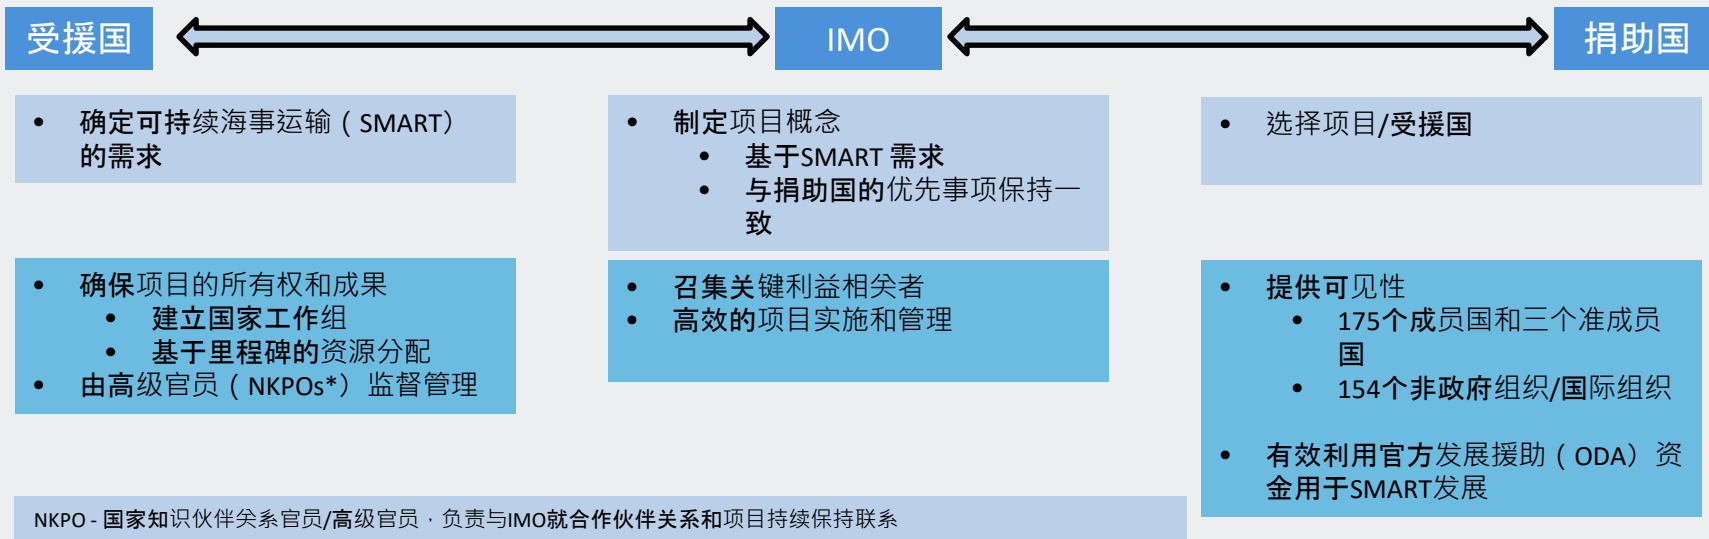 受援国
IMO
捐助国
• 确定可持续海事运输（SMART）
的需求
• 制定项目概念
• 基于SMART 需求
• 与捐助国的优先事项保持一
致
• 选择项目/受援国
• 确保项目的所有权和成果
• 建立国家工作组
• 基于里程碑的资源分配
• 由高级官员（NKPOs*）监督管理
• 召集关键利益相关者
• 高效的项目实施和管理
• 提供可见性
• 175个成员国和三个准成员
国
• 154个非政府组织/国际组织
• 有效利用官方发展援助（ODA）资
金用于SMART发展
NKPO - 国家知识伙伴关系官员/高级官员，负责与IMO就合作伙伴关系和项目持续保持联系